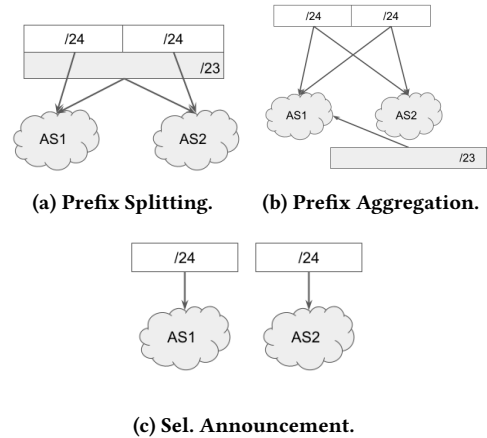 /24 /24
/23
AS1 AS2
(a) Prefix Splitting.
/24 /24
AS1 AS2
/23
(b) Prefix Aggregation.
/24 /24
AS1 AS2
(c) Sel. Announcement.